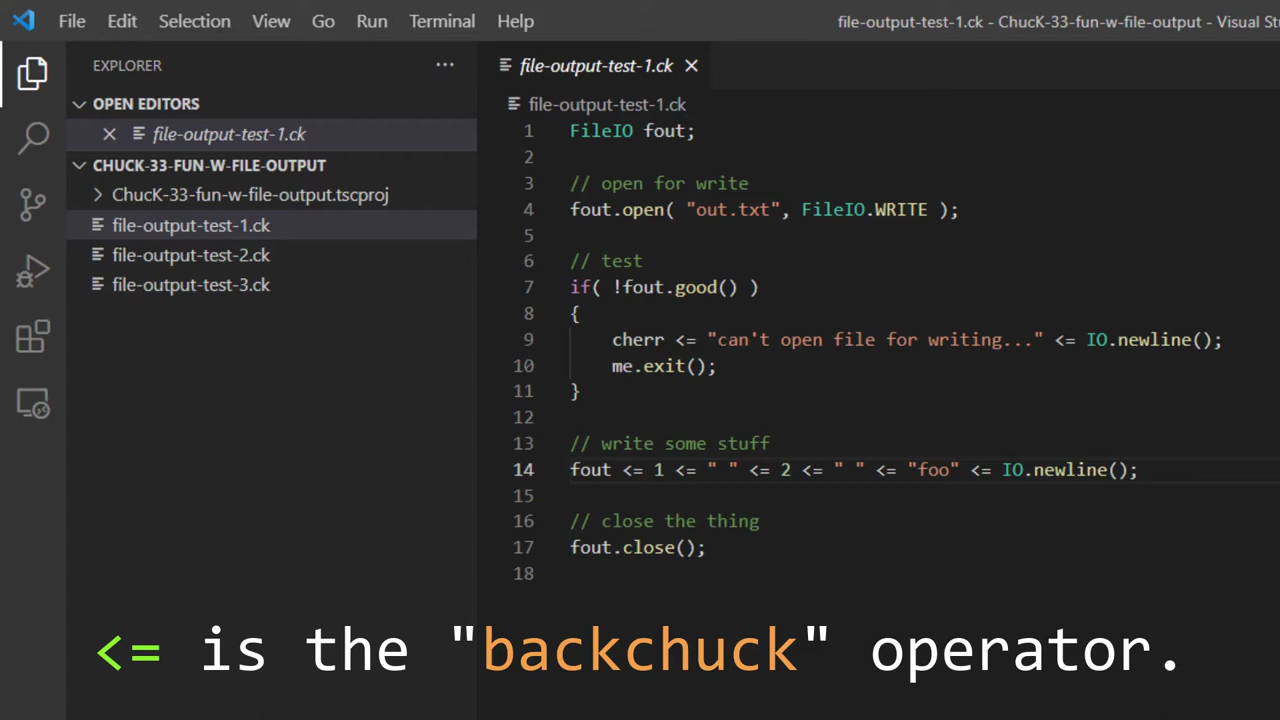 File Edit Selection View Go Run Terminal Help
file-output-test-1.ck - ChucK-33-fun-w-file-output - Visual Stu
EXPLORER ...
OPEN EDITORS
file-output-test-1.ck
CHUCK-33-FUN-W-FILE-OUTPUT
ChucK-33-fun-w-file-output.tscproj
file-output-test-1.ck
file-output-test-2.ck
file-output-test-3.ck
file-output-test-1.ck
file-output-test-1.ck
1 FileIO fout;
2
3 // open for write
4 fout.open( "out.txt", FileIO.WRITE );
5
6 // test
7 if( !fout.good() )
8 {
9 cherr <= "can't open file for writing..." <= IO.newline();
10 me.exit();
11 }
12
13 // write some stuff
14 fout <= 1 <= " " <= 2 <= " " <= "foo" <= IO.newline();
15
16 // close the thing
17 fout.close();
18
<= is the "backchuck" operator.